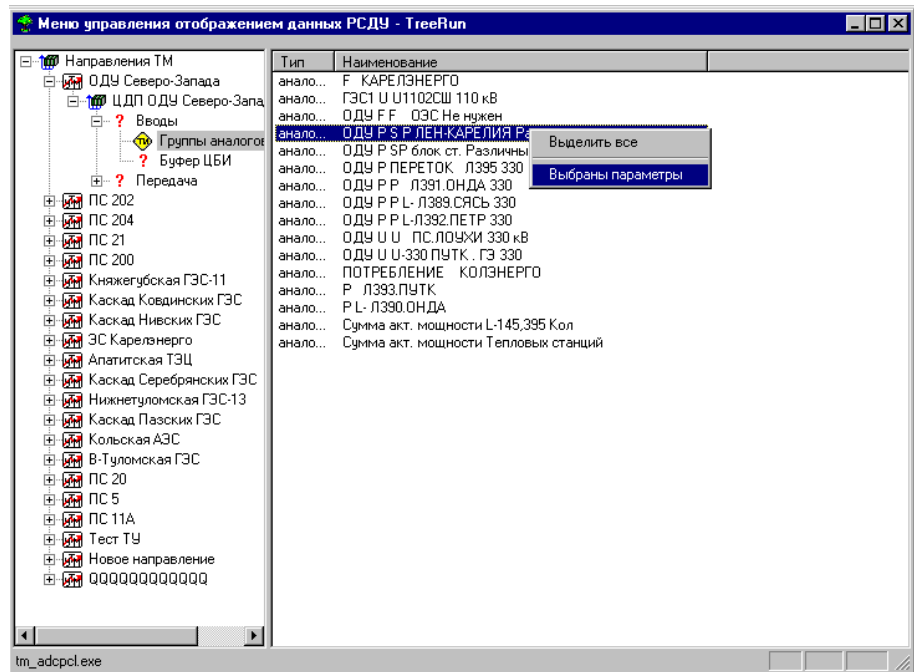 Меню управления отображением данных РСДУ - TreeRun
Направления ТМ
ОДУ Северо-Запада
ЦДП ОДУ Северо-Запа
Вводы
Группы аналогов
Буфер ЦБИ
Передача
ПС 202
ПС 204
ПС 21
ПС 200
Княжегубская ГЭС-11
Каскад Ковдинских ГЭС
Каскад Нивских ГЭС
ЭС Карелэнерго
Апатитская ТЭЦ
Каскад Серебрянских ГЭС
Нижнетуломская ГЭС-13
Каскад Пазских ГЭС
Кольская АЭС
В-Туломская ГЭС
ПС 20
ПС 5
ПС 11А
Тест ТУ
Новое направление
QQQQQQQQQQQQ
Тип Наименование
анало... F КАРЕЛЭНЕРГО
анало... ГЭС1 U U1102СШ 110 кВ
анало... ОДУ F F ОЭС Не нужен
анало... ОДУ P S P ЛЕН-КАРЕЛИЯ Ра
анало... ОДУ P SP блок ст. Различны
анало... ОДУ P ПЕРЕТОК Л395 330
анало... ОДУ P P Л391.ОНДА 330
анало... ОДУ P P L- Л389.СЯСЬ 330
анало... ОДУ P P L-Л392.ПЕТР 330
анало... ОДУ U U ПС.ЛОУХИ 330 кВ
анало... ОДУ U U-330 ПУТК . ГЭ 330
анало... ПОТРЕБЛЕНИЕ КОЛЭНЕРГО
анало... P Л393.ПУТК
анало... P L- Л390.ОНДА
анало... Сумма акт. мощности L-145,395 Кол
анало... Сумма акт. мощности Тепловых станций
Выделить все
Выбраны параметры
tm_adcpcl.exe